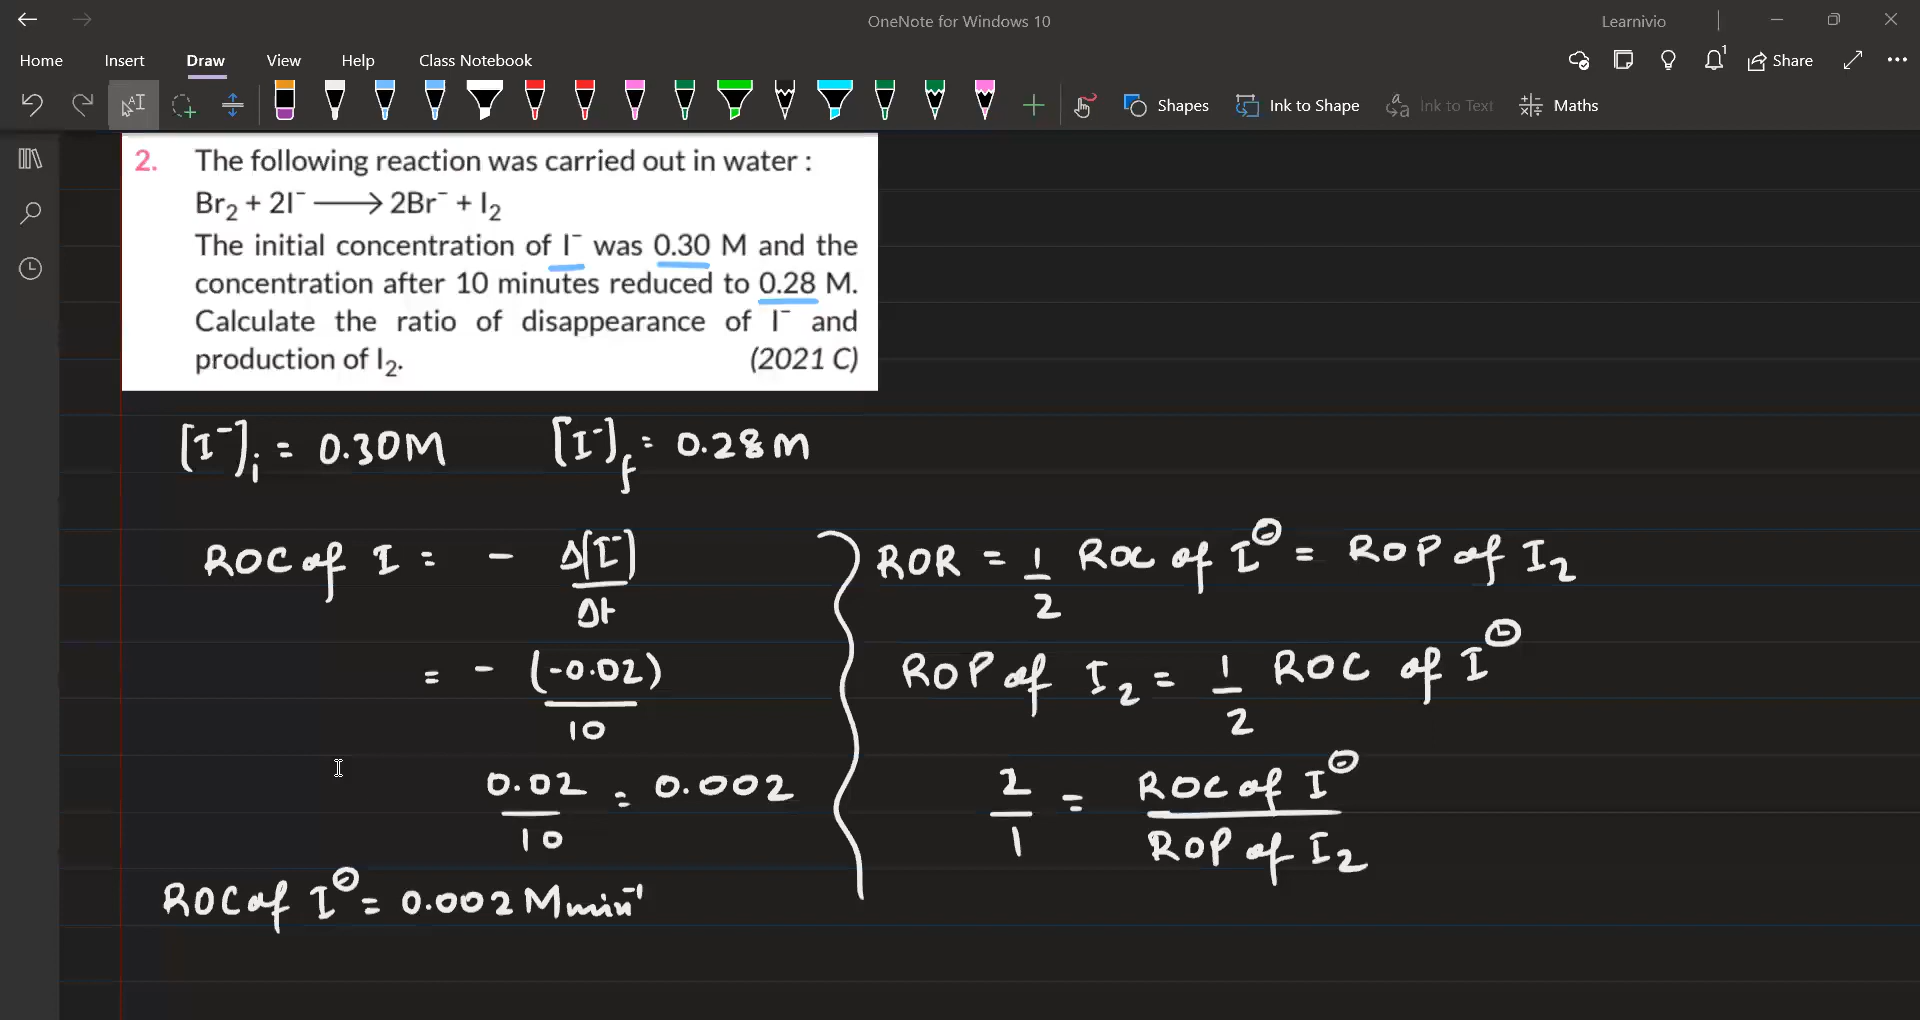 OneNote for Windows 10
Learnivio
Home Insert Draw View Help Class Notebook
1
Share
Shapes
Ink to Shape
Ink to Text
Maths
2. The following reaction was carried out in water :
Br₂ + 2I⁻ ⟶ 2Br⁻ + I₂
The initial concentration of I⁻ was 0.30 M and the
concentration after 10 minutes reduced to 0.28 M.
Calculate the ratio of disappearance of I⁻ and
production of I₂. (2021 C)
[I⁻]i = 0.30M [I⁻]f = 0.28M
ROC of I = - Δ[I⁻]/Δt
= - (-0.02)/10
0.02/10 = 0.002
ROC of I⊖ = 0.002 M min⁻¹
ROR = 1/2 ROC of I⊖ = ROP of I₂
ROP of I₂ = 1/2 ROC of I⊖
2/1 = ROC of I⊖/ROP of I₂